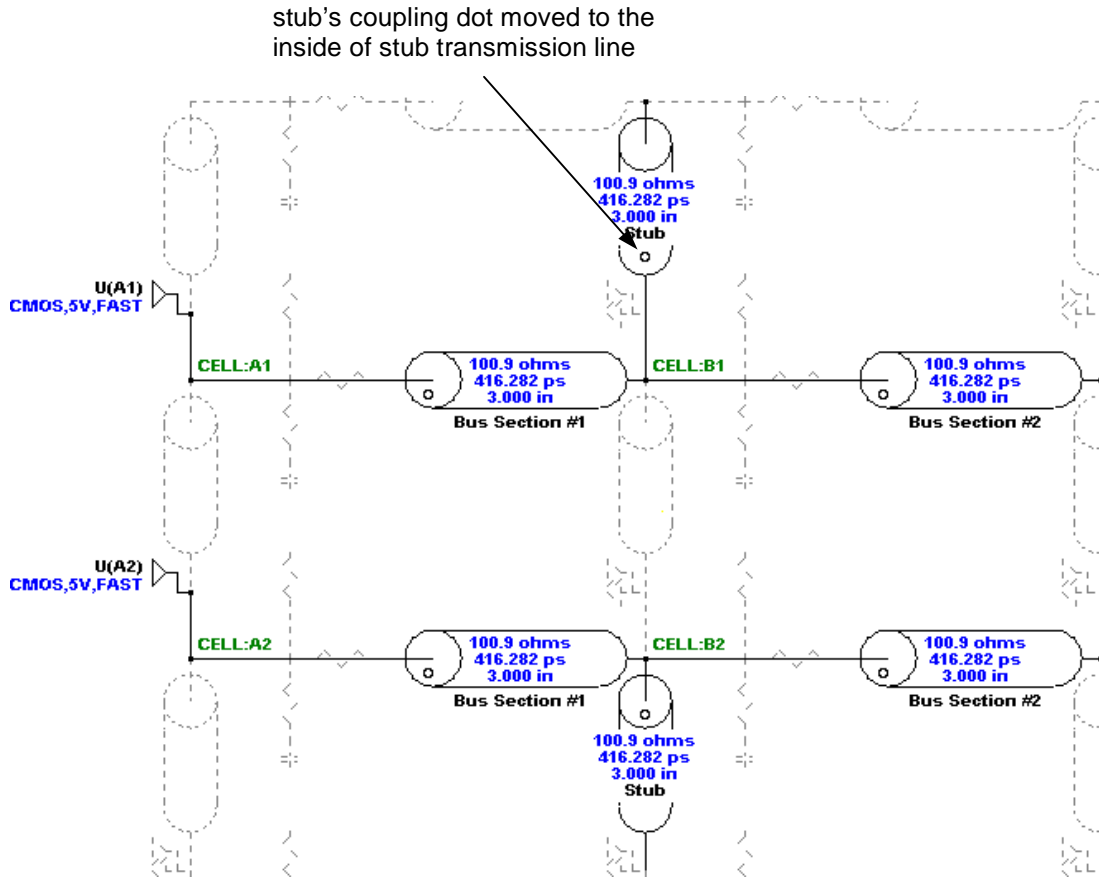 stub’s coupling dot moved to the
inside of stub transmission line
100.9 ohms
416.282 ps
3.000 in
Stub
U(A1)
CMOS,5V,FAST
CELL:A1
100.9 ohms
416.282 ps
3.000 in
Bus Section #1
CELL:B1
100.9 ohms
416.282 ps
3.000 in
Bus Section #2
U(A2)
CMOS,5V,FAST
CELL:A2
100.9 ohms
416.282 ps
3.000 in
Bus Section #1
CELL:B2
100.9 ohms
416.282 ps
3.000 in
Bus Section #2
100.9 ohms
416.282 ps
3.000 in
Stub